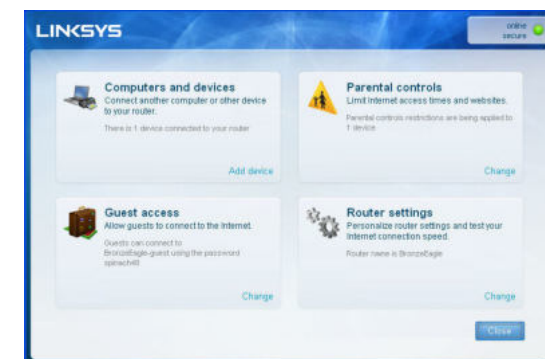 LINKSYS
online
secure
Computers and devices
Connect another computer or other device
to your router.
There is 1 device connected to your router
Add device
Parental controls
Limit Internet access times and websites.
Parental controls restrictions are being applied to
1 device
Change
Guest access
Allow guests to connect to the Internet.
Guests can connect to
BronzeEagle-guest using the password
spinach48
Change
Router settings
Personalize router settings and test your
Internet connection speed.
Router name is BronzeEagle
Change
Close